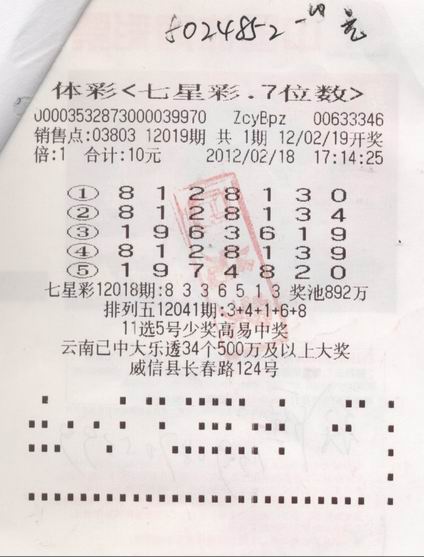 8024852-10元
体彩<七星彩.7位数>
00003532873000039970 ZcyBpz 00633346
销售点:03803 12019期 共 1期 12/02/19开奖
倍:1 合计:10元 2012/02/18 17:14:25
① 8 1 2 8 1 3 0
② 8 1 2 8 1 3 4
③ 1 9 6 3 6 1 9
④ 8 1 2 8 1 3 9
⑤ 1 9 7 4 8 2 0
七星彩12018期:8 3 3 6 5 1 3 奖池892万
排列五12041期:3+4+1+6+8
11选5号少奖高易中奖
云南已中大乐透34个500万及以上大奖
威信县长春路124号